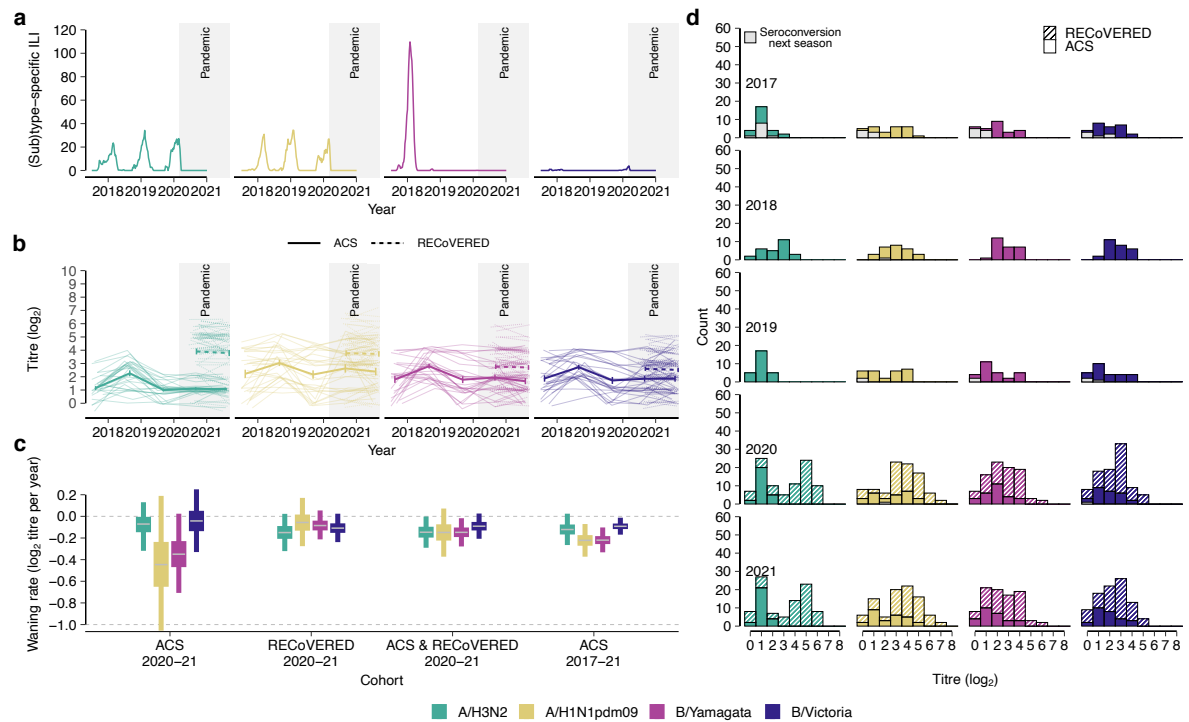 a
(Sub)type−specific ILI
120
100
80
60
40
20
0
Pandemic
Pandemic
Pandemic
Pandemic
2018 2019 2020 2021
2018 2019 2020 2021
2018 2019 2020 2021
2018 2019 2020 2021
Year
b
ACS
RECoVERED
Titre (log2)
10
9
8
7
6
5
4
3
2
1
0
Pandemic
Pandemic
Pandemic
Pandemic
2018 2019 2020 2021
2018 2019 2020 2021
2018 2019 2020 2021
2018 2019 2020 2021
Year
c
Waning rate (log2 titre per year)
0.2
0.0
−0.2
−0.4
−0.6
−0.8
−1.0
ACS
2020−21
RECoVERED
2020−21
ACS & RECoVERED
2020−21
ACS
2017−21
Cohort
d
Seroconversion
next season
RECoVERED
ACS
Count
60
50
40
30
20
10
0
2017
60
50
40
30
20
10
0
2018
60
50
40
30
20
10
0
2019
60
50
40
30
20
10
0
2020
60
50
40
30
20
10
0
2021
0 1 2 3 4 5 6 7 8
0 1 2 3 4 5 6 7 8
0 1 2 3 4 5 6 7 8
0 1 2 3 4 5 6 7 8
Titre (log2)
A/H3N2
A/H1N1pdm09
B/Yamagata
B/Victoria